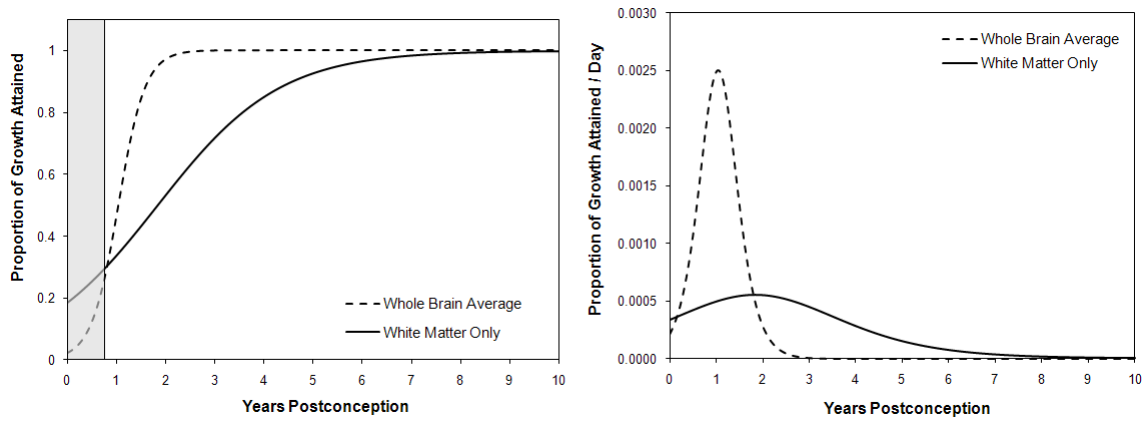 Proportion of Growth Attained
1
0.8
0.6
0.4
0.2
0
Whole Brain Average
White Matter Only
0 1 2 3 4 5 6 7 8 9 10
Years Postconception
Proportion of Growth Attained / Day
0.0030
0.0025
0.0020
0.0015
0.0010
0.0005
0.0000
Whole Brain Average
White Matter Only
0 1 2 3 4 5 6 7 8 9 10
Years Postconception